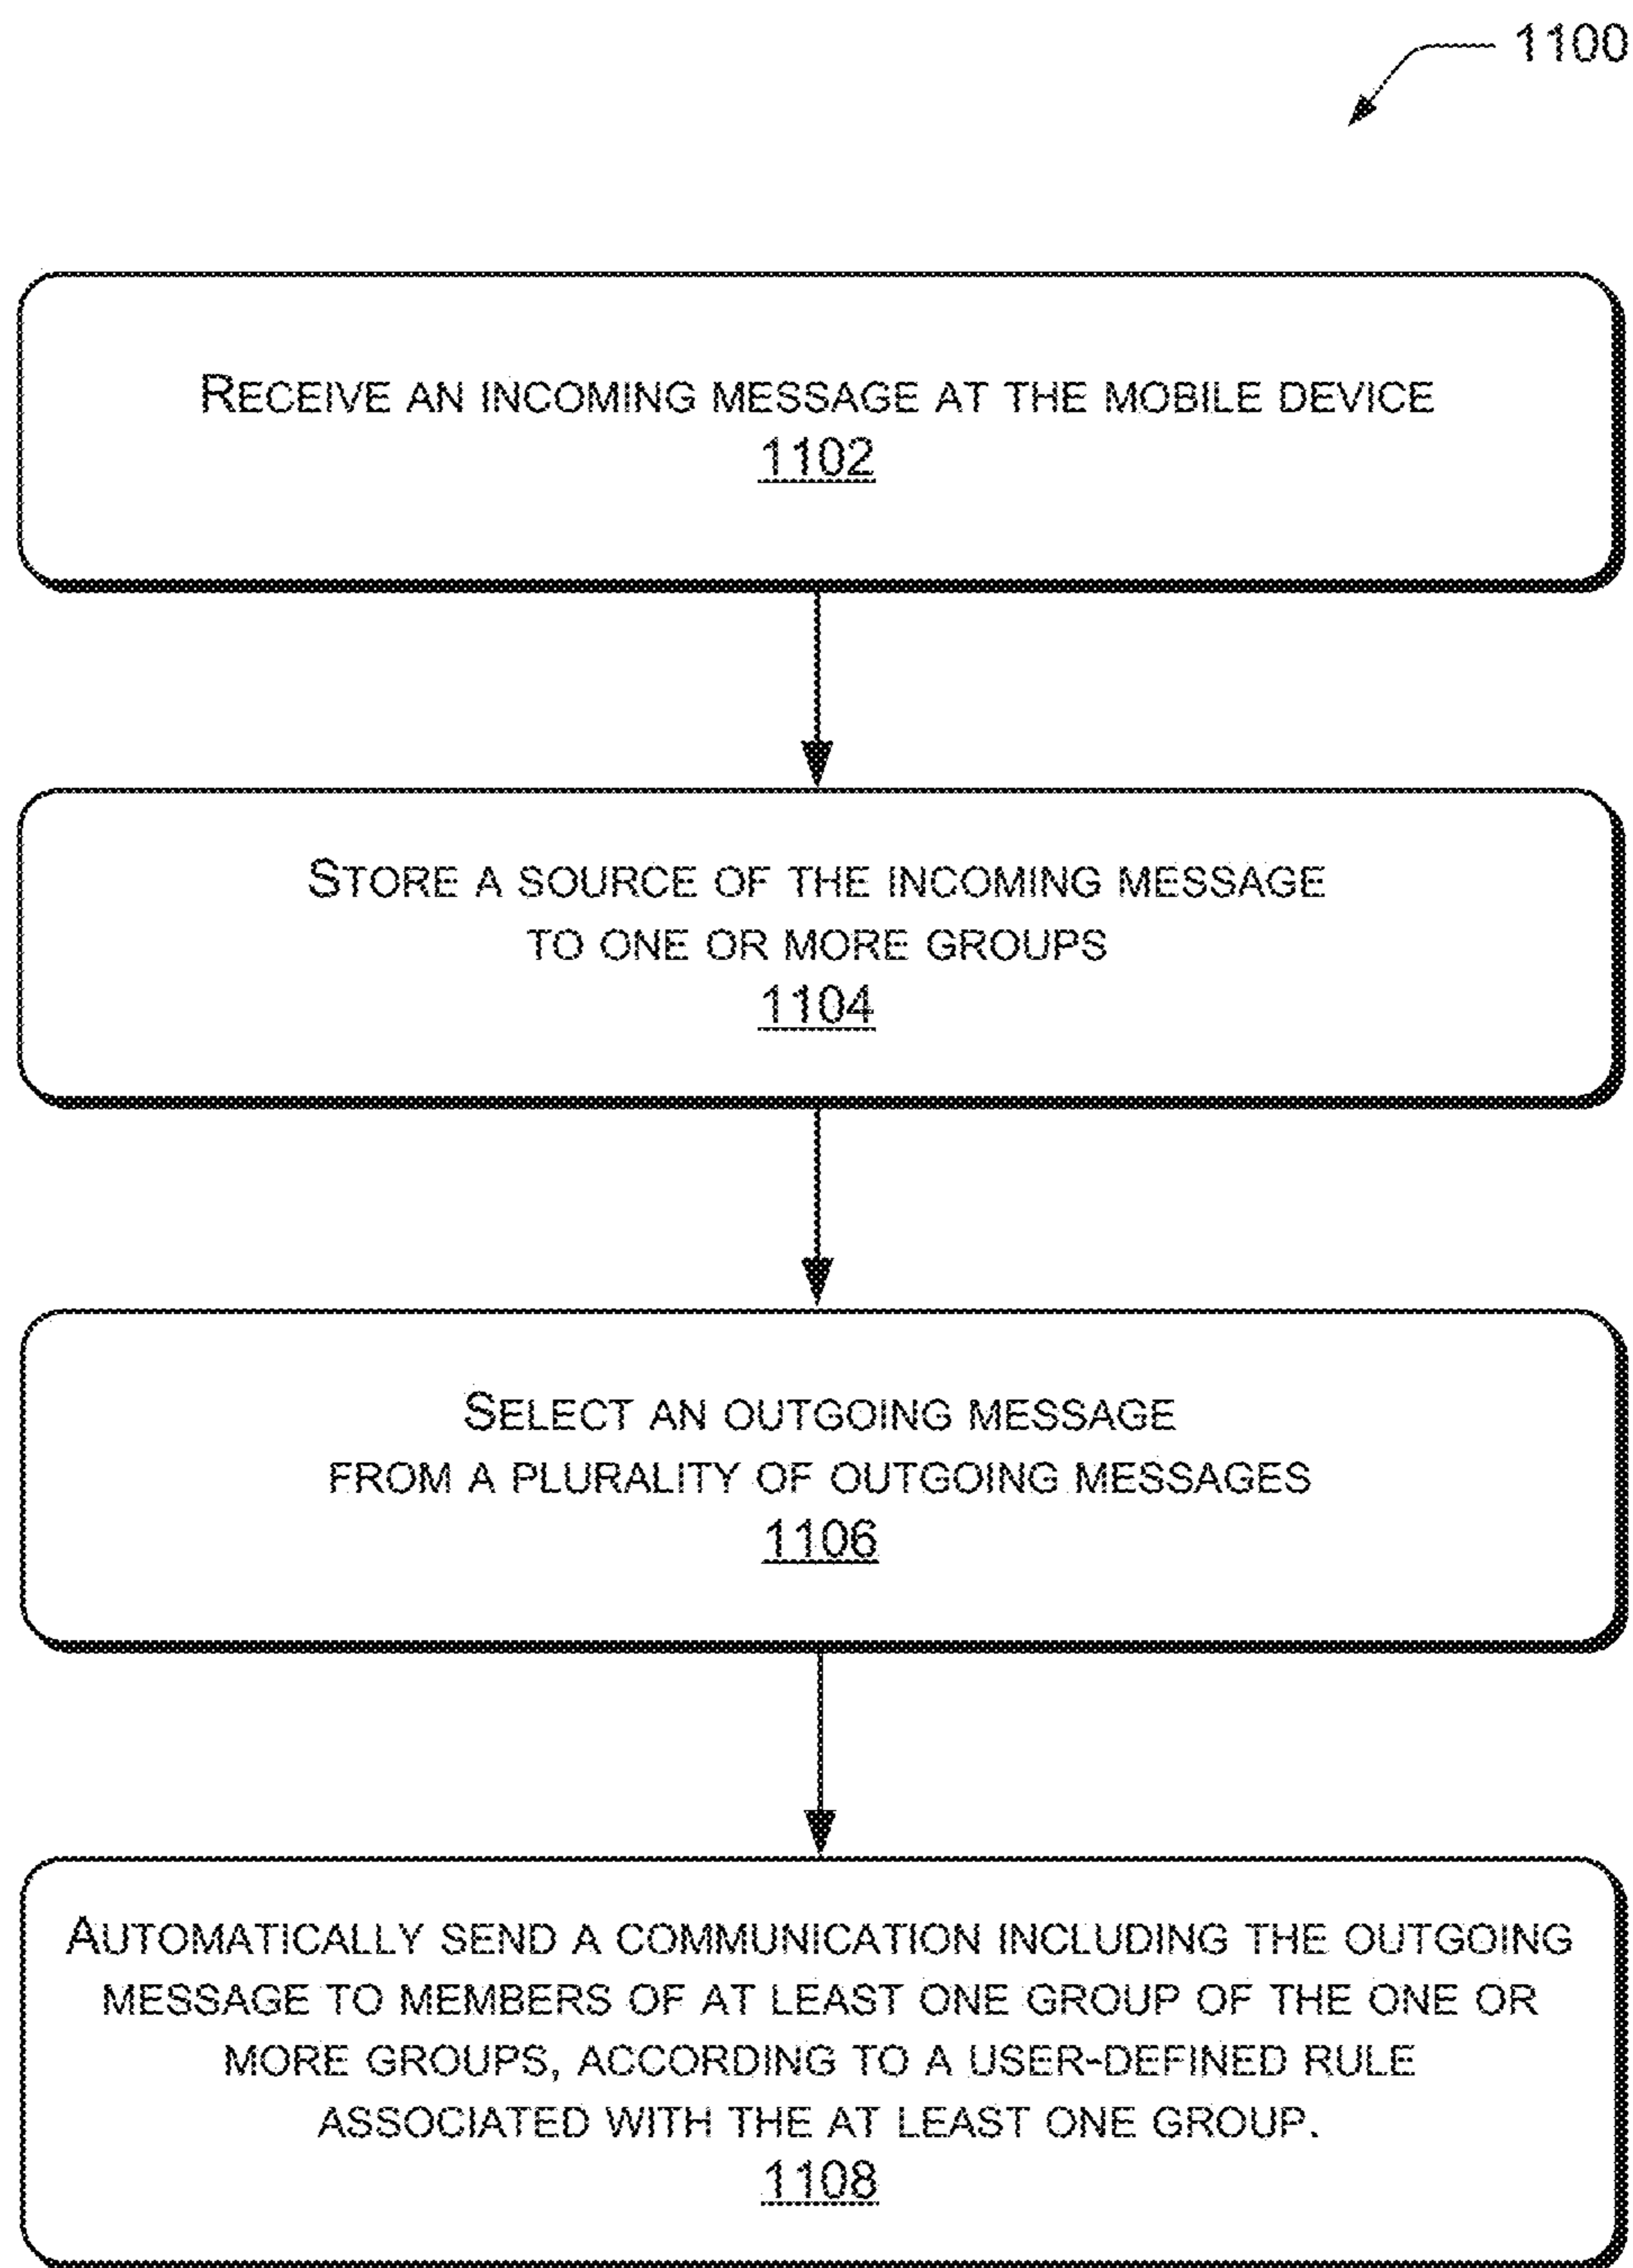 1100
RECEIVE AN INCOMING MESSAGE AT THE MOBILE DEVICE
1102
STORE A SOURCE OF THE INCOMING MESSAGE
TO ONE OR MORE GROUPS
1104
SELECT AN OUTGOING MESSAGE
FROM A PLURALITY OF OUTGOING MESSAGES
1106
AUTOMATICALLY SEND A COMMUNICATION INCLUDING THE OUTGOING
MESSAGE TO MEMBERS OF AT LEAST ONE GROUP OF THE ONE OR
MORE GROUPS, ACCORDING TO A USER-DEFINED RULE
ASSOCIATED WITH THE AT LEAST ONE GROUP.
1108